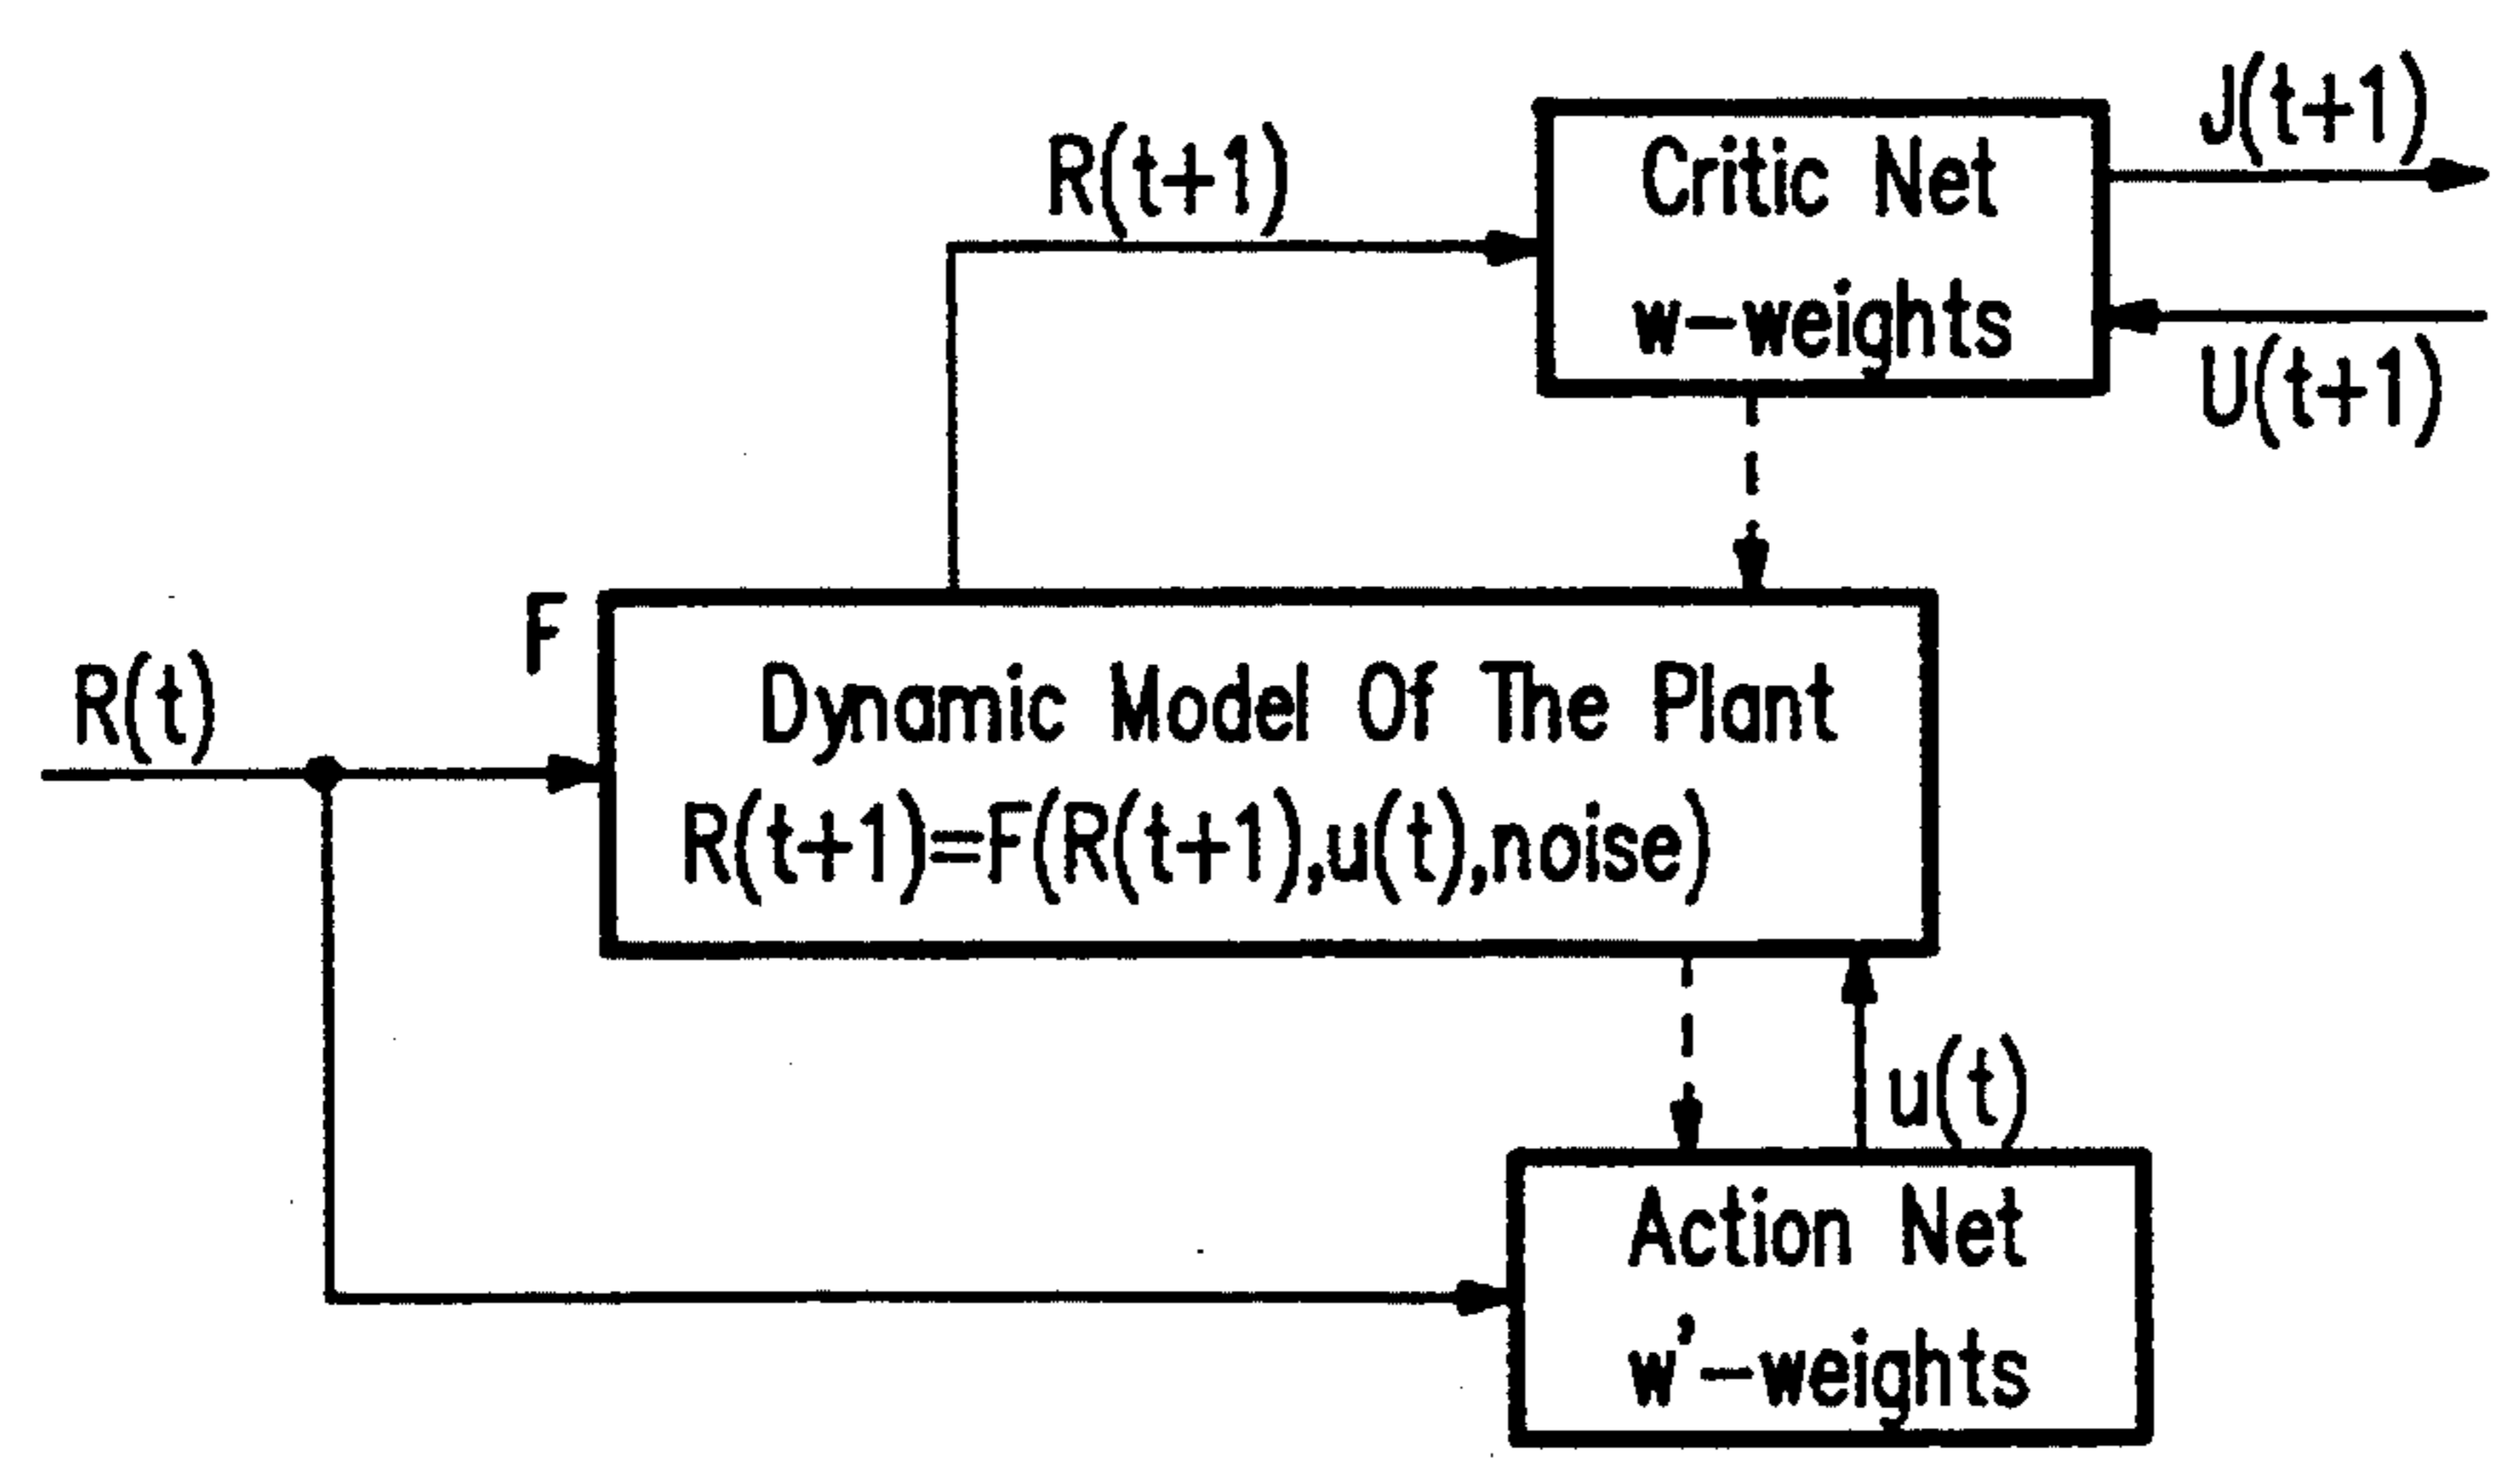 J(t+1)
R(t+1)
Critic Net
w-weights
U(t+1)
F
R(t)
Dynamic Model Of The Plant
R(t+1)=F(R(t+1),u(t),noise)
u(t)
Action Net
w'-weights